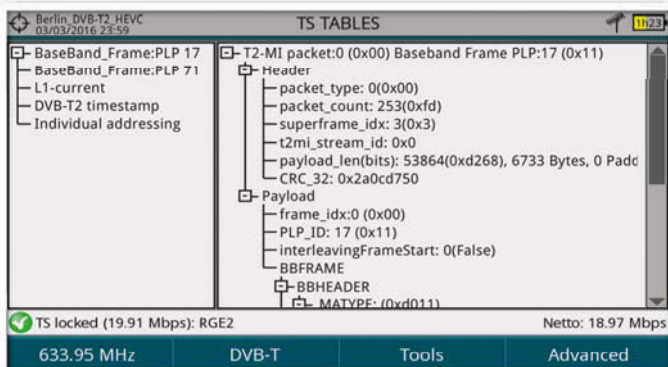 Berlin_DVB-T2_HEVC
03/03/2016 23:59
TS TABLES
1h23
BaseBand_Frame:PLP 17
BaseBand_Frame:PLP 71
L1-current
DVB-T2 timestamp
Individual addressing
T2-MI packet:0 (0x00) Baseband Frame PLP:17 (0x11)
Header
packet_type: 0(0x00)
packet_count: 253(0xfd)
superframe_idx: 3(0x3)
t2mi_stream_id: 0x0
payload_len(bits): 53864(0xd268), 6733 Bytes, 0 Padd
CRC_32: 0x2a0cd750
Payload
frame_idx:0 (0x00)
PLP_ID: 17 (0x11)
interleavingFrameStart: 0(False)
BBFRAME
BBHEADER
MATYPE: (0xd011)
TS locked (19.91 Mbps): RGE2
Netto: 18.97 Mbps
633.95 MHz
DVB-T
Tools
Advanced